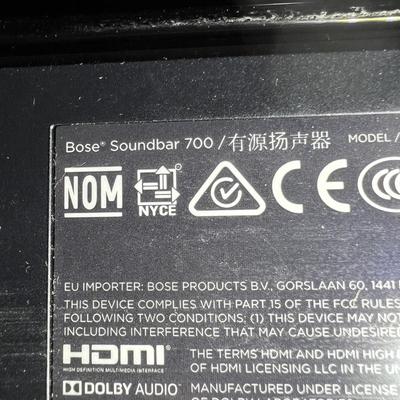 Bose® Soundbar 700 / 有源扬声器 MODEL /
NOM NYCE CE CCC
EU IMPORTER: BOSE PRODUCTS B.V., GORSLAAN 60, 1441
THIS DEVICE COMPLIES WITH PART 15 OF THE FCC RULES
FOLLOWING TWO CONDITIONS: (1) THIS DEVICE MAY NOT
INCLUDING INTERFERENCE THAT MAY CAUSE UNDESIRED
HDMI THE TERMS HDMI AND HDMI HIGH
HIGH DEFINITION MULTIMEDIA INTERFACE OF HDMI LICENSING LLC IN THE UN
DOLBY AUDIO MANUFACTURED UNDER LICENSE